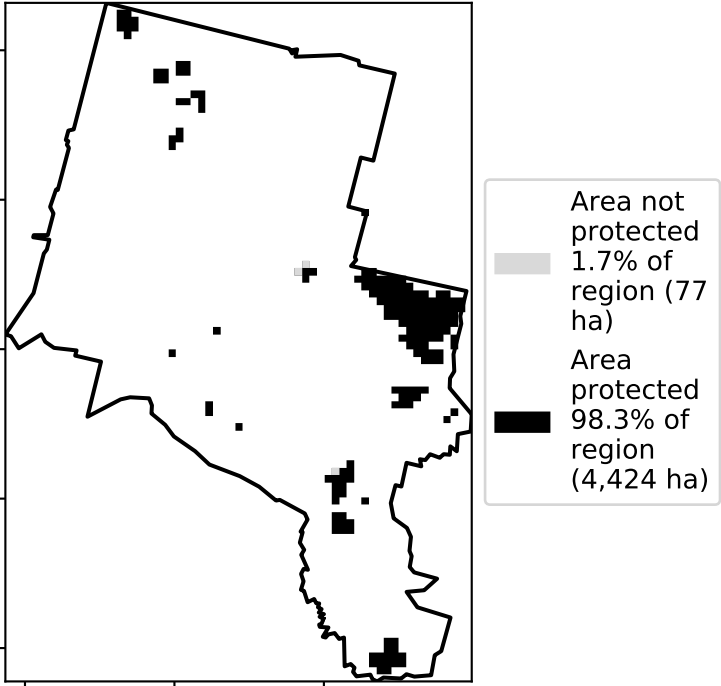 Area not
protected
1.7% of
region (77
ha)
Area
protected
98.3% of
region
(4,424 ha)